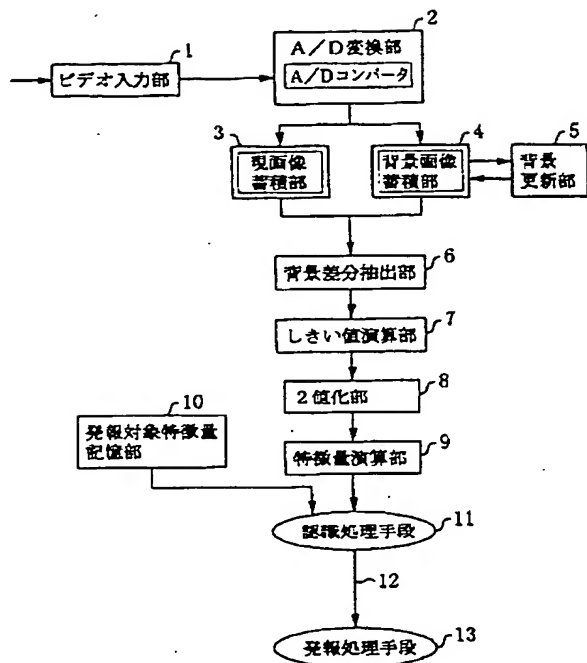 1
ビデオ入力部
2
A/D変換部
A/Dコンバータ
3
現画像
蓄積部
4
背景画像
蓄積部
5
背景
更新部
6
背景差分抽出部
7
しきい値演算部
8
2値化部
10
発報対象特徴量
記憶部
9
特徴量演算部
11
認識処理手段
12
発報処理手段
13